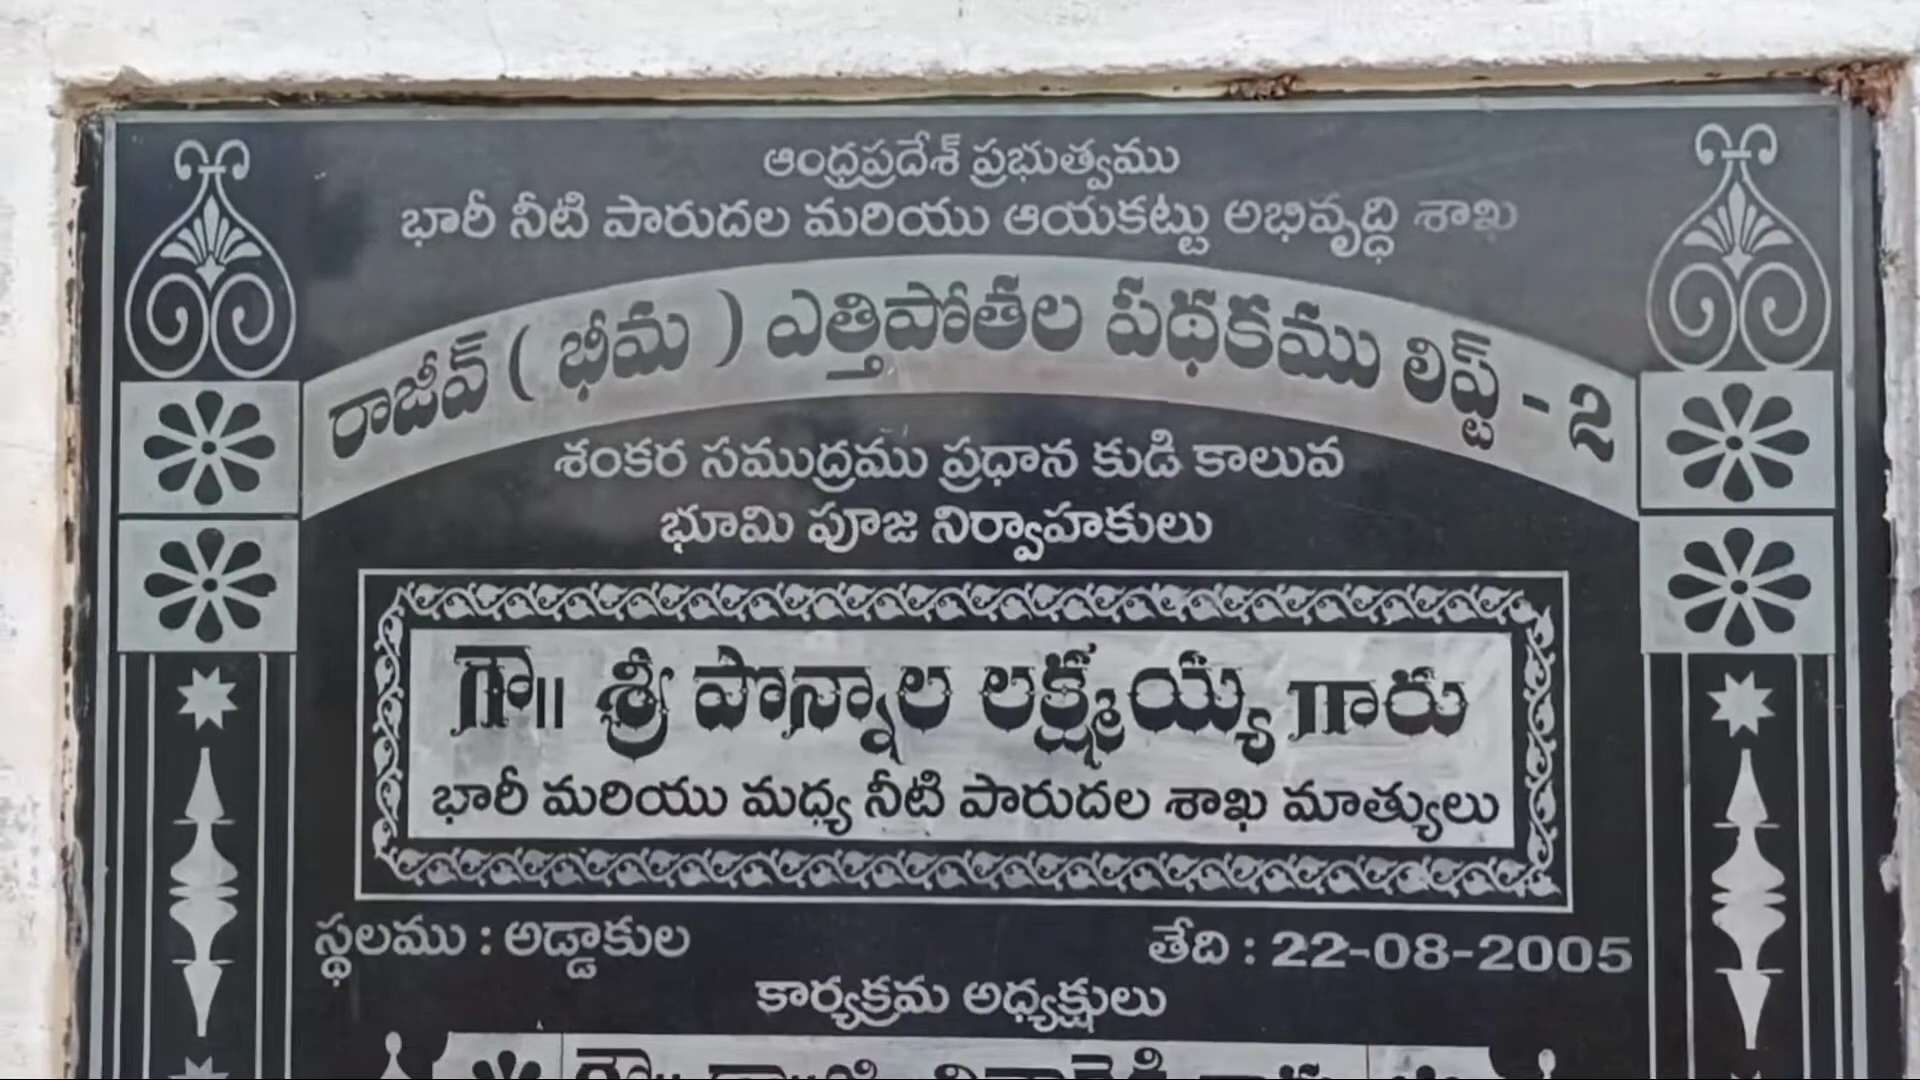 ఆంధ్రప్రదేశ్ ప్రభుత్వము
భారీ నీటి పారుదల మరియు ఆయకట్టు అభివృద్ధి శాఖ
రాజీవ్ ( భీమ ) ఎత్తిపోతల పథకము లిఫ్ట్ - 2
శంకర సముద్రము ప్రధాన కుడి కాలువ
భూమి పూజ నిర్వాహకులు
గౌ॥ శ్రీ పొన్నాల లక్ష్మయ్య గారు
భారీ మరియు మధ్య నీటి పారుదల శాఖ మాత్యులు
స్థలము : అడ్డాకుల తేది : 22-08-2005
కార్యక్రమ అధ్యక్షులు